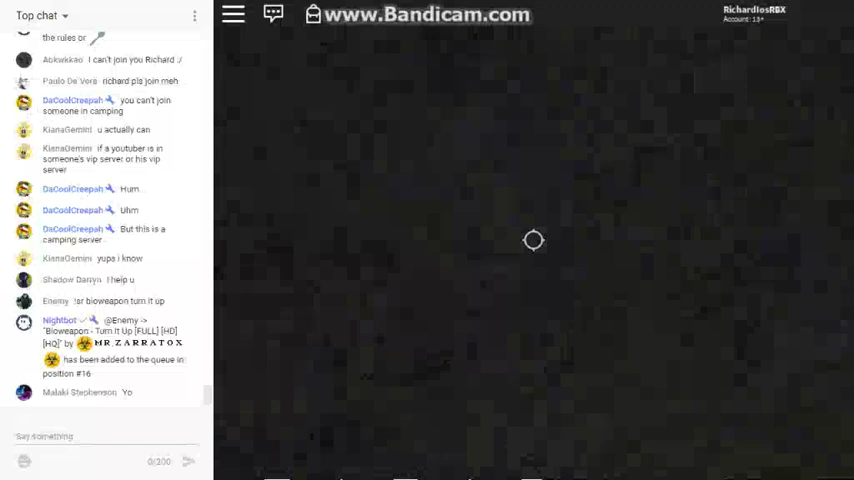 Top chat
www.Bandicam.com
RichardIosRBX
Account: 13+
the rules or
Aokwkkao I can't join you Richard :/
Paulo De Vera richard pls join meh
DaCoolCreepah you can't join
someone in camping
KianaGemini u actually can
KianaGemini if a youtuber is in
someone's vip server or his vip
server
DaCoolCreepah Hum
DaCoolCreepah Uhm
DaCoolCreepah But this is a
camping server
KianaGemini yups i know
Shadow Darryn I help u
Enemy !sr bioweapon turn it up
Nightbot @Enemy ->
"Bioweapon - Turn It Up [FULL] [HD]
[HQ]" by MR.ZARRATOX
has been added to the queue in
position #16
Malaki Stephenson Yo
Say something
0/200